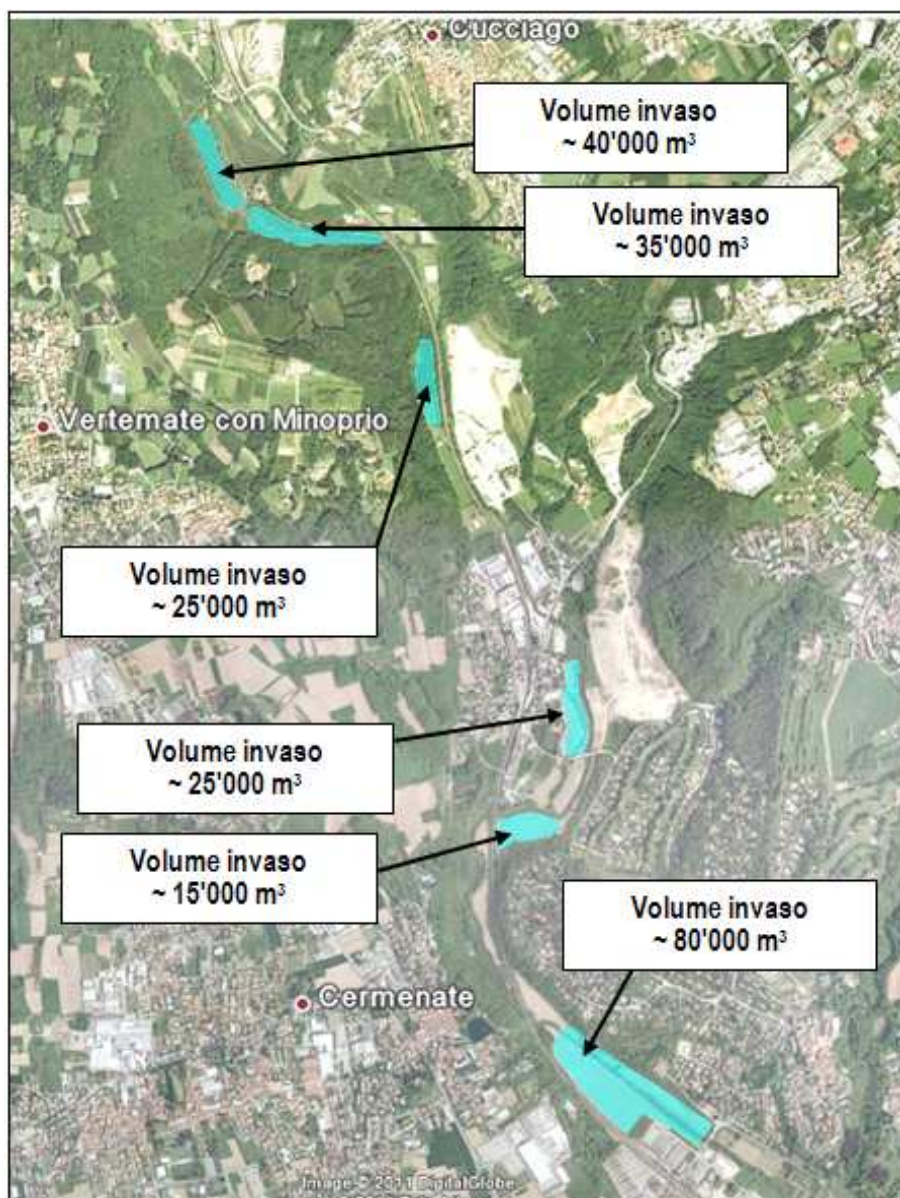 Cucciago
Volume invaso
~ 40'000 m³
Volume invaso
~ 35'000 m³
Vertemate con Minoprio
Volume invaso
~ 25'000 m³
Volume invaso
~ 25'000 m³
Volume invaso
~ 15'000 m³
Volume invaso
~ 80'000 m³
Cermenate
Image © 2011 DigitalGlobe